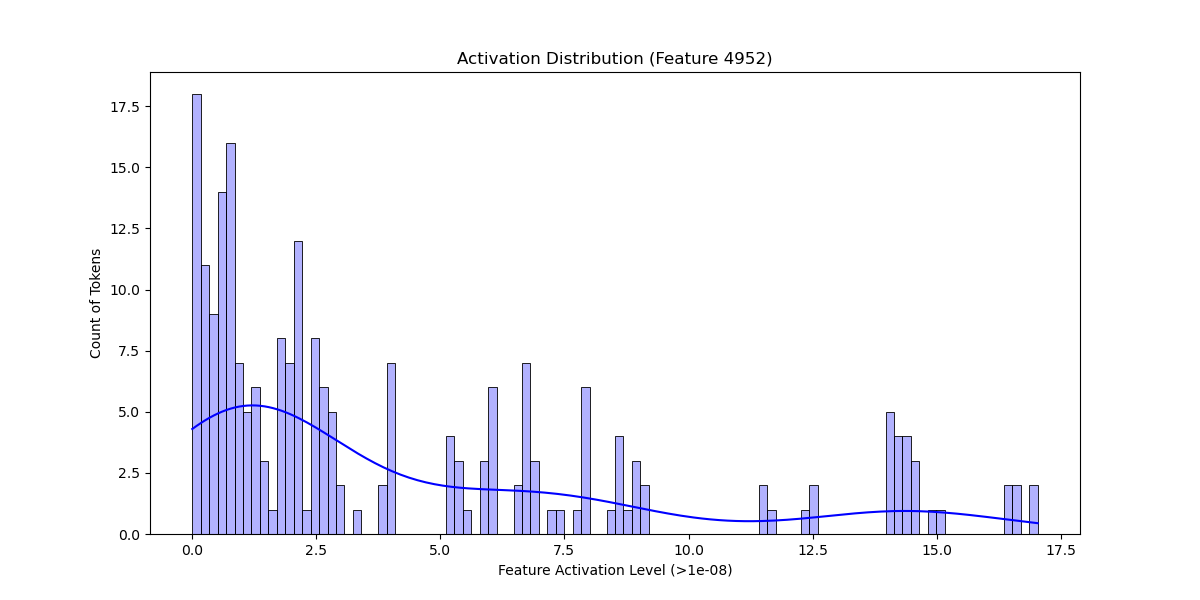 Activation Distribution (Feature 4952)
17.5
15.0
12.5
10.0
7.5
5.0
2.5
0.0
Count of Tokens
0.0 2.5 5.0 7.5 10.0 12.5 15.0 17.5
Feature Activation Level (>1e-08)